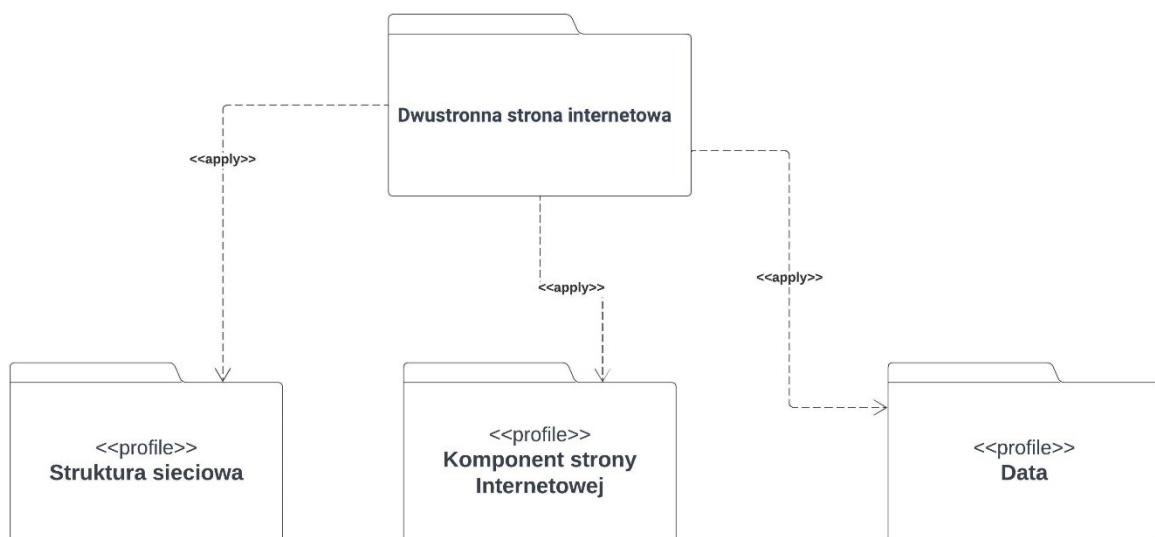 Dwustronna strona internetowa
<<apply>>
<<apply>>
<<apply>>
<<profile>>
Struktura sieciowa
<<profile>>
Komponent strony
Internetowej
<<profile>>
Data